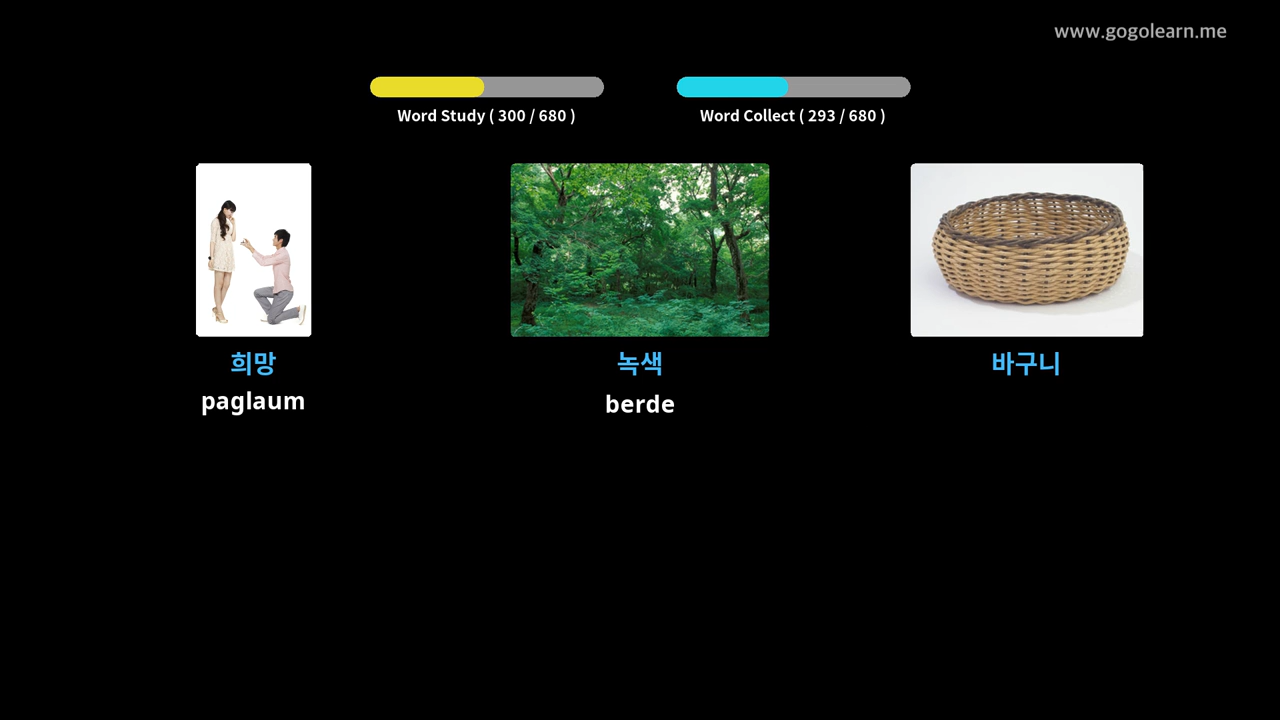 www.gogolearn.me
Word Study ( 300 / 680 )
Word Collect ( 293 / 680 )
희망
paglaum
녹색
berde
바구니